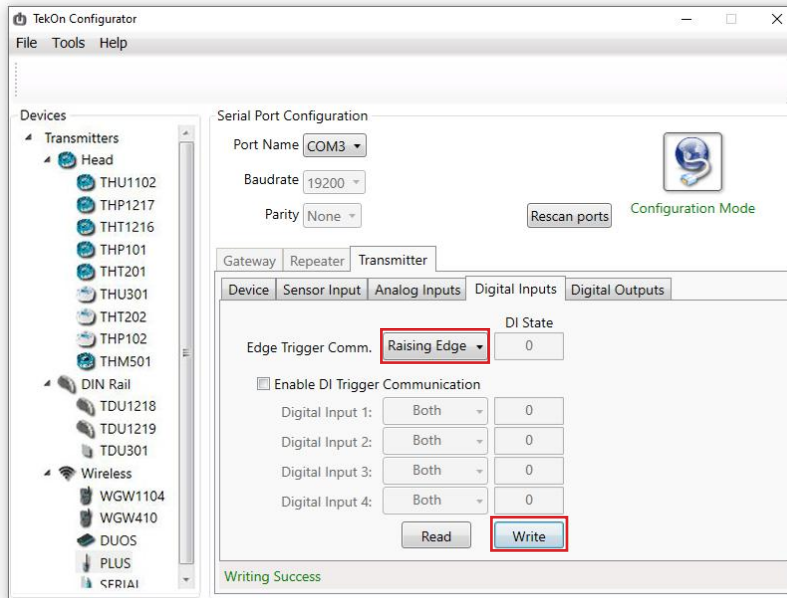 TekOn Configurator
File Tools Help
Devices
Transmitters
Head
THU1102
THP1217
THT1216
THP101
THT201
THU301
THT202
THP102
THM501
DIN Rail
TDU1218
TDU1219
TDU301
Wireless
WGW1104
WGW410
DUOS
PLUS
SERIAL
Serial Port Configuration
Port Name COM3
Baudrate 19200
Parity None
Rescan ports
Configuration Mode
Gateway Repeater Transmitter
Device Sensor Input Analog Inputs Digital Inputs Digital Outputs
DI State
Edge Trigger Comm. Raising Edge 0
Enable DI Trigger Communication
Digital Input 1: Both 0
Digital Input 2: Both 0
Digital Input 3: Both 0
Digital Input 4: Both 0
Read Write
Writing Success